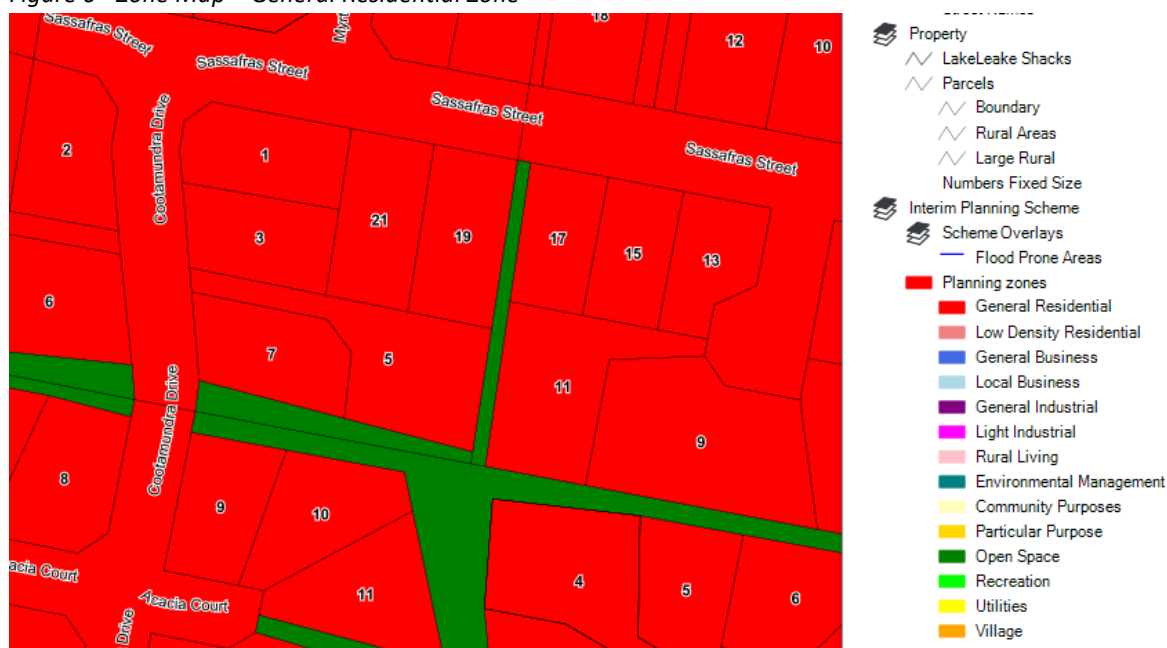 Figure 3 - Zone Map – General Residential Zone
Sassafras Street
Sassafras Street
Sassafras Street
Sassafras Street
18
12
10
2
Cootamundra Drive
1
3
21
19
17
15
13
6
7
5
11
9
Cootamundra Drive
8
9
10
4
5
6
Acacia Court
11
Drive
Property
LakeLeake Shacks
Parcels
Boundary
Rural Areas
Large Rural
Numbers Fixed Size
Interim Planning Scheme
Scheme Overlays
Flood Prone Areas
Planning zones
General Residential
Low Density Residential
General Business
Local Business
General Industrial
Light Industrial
Rural Living
Environmental Management
Community Purposes
Particular Purpose
Open Space
Recreation
Utilities
Village